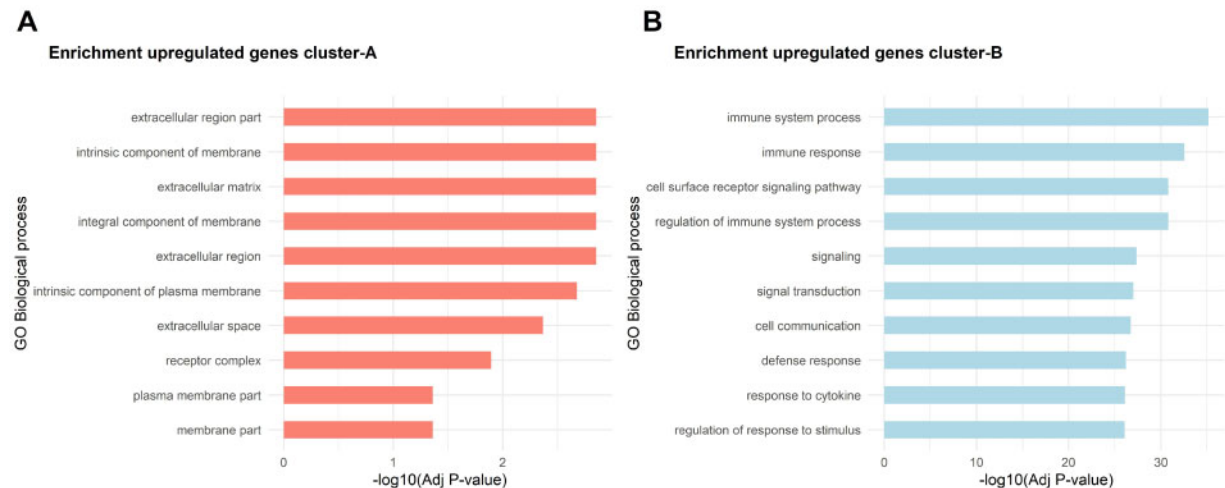 A
Enrichment upregulated genes cluster-A
GO Biological process
extracellular region part
intrinsic component of membrane
extracellular matrix
integral component of membrane
extracellular region
intrinsic component of plasma membrane
extracellular space
receptor complex
plasma membrane part
membrane part
0 1 2
-log10(Adj P-value)
B
Enrichment upregulated genes cluster-B
GO Biological process
immune system process
immune response
cell surface receptor signaling pathway
regulation of immune system process
signaling
signal transduction
cell communication
defense response
response to cytokine
regulation of response to stimulus
0 10 20 30
-log10(Adj P-value)